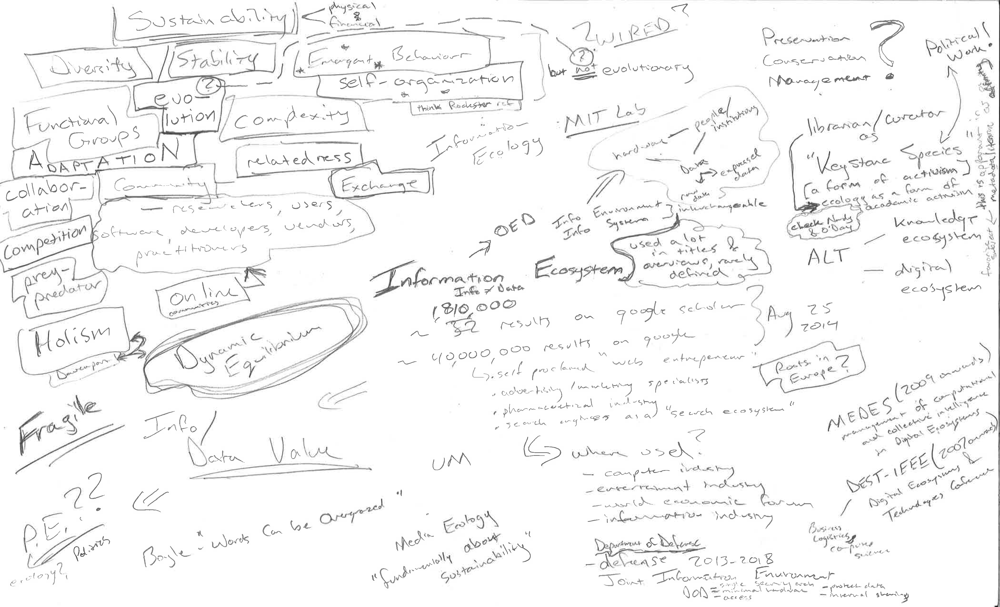 Sustainability
physical
&
financial
Diversity
Stability
Emergant Behaviour
self-organization
think Rochester ref
evo-
lution
?
Functional
Groups
Complexity
ADAPTATION
relatedness
collabor-
ation
Community
Exchange
— researchers, users,
software, developers, vendors,
practitioners
Competition
prey-
predator
online
communities
Holism
Davenport
Dynamic
Equilibrium
Fragile
Info/
Data Value
P.E.??
Politics
ecology?
Boyle - "Words Can be Overgrazed"
Media Ecology
"fundamentally about
sustainability"
UM
Information
Ecology
? WIRED?
?
but not evolutionary
MIT Lab
people/
institutions
hardware
Data
expressed
data
raw
data
Info Environment
Info System
interchangeable
OED
Information Ecosystem
Info ≠ Data
used a lot
in titles &
overviews, rarely
defined
1,810,000
~ results on google scholar
~ 40,000,000 results on google
Aug 25
2014
self proclaimed "web entrepeneur"
• advertising/marketing specialists
• pharmaceutical industry
• search engines as a "search ecosystem"
where used?
- computer industry
- entertainment industry
- world economic forum
- information industry
Department of Defense
- defense 2013-2018
Joint Information Environment
DOD = single security arch
- minimal hardware
- access
- protect data
- internal sharing
Preservation
Conservation
Management
?
Political
Work!
librarian/curator
as
"Keystone Species"
[a form of activism]
ecology as a form of
academic activism
check Nardy
& O'Day
this is apparant in
metadata/
favorite
subject
ALT
— knowledge
ecosystem
— digital
ecosystem
Roots in
Europe?
MEDES (2009 onwards)
management of computational
and collective intelligence
in Digital Ecosystems
DEST-IEEE (2007 onwards)
Digital Ecosystems &
Technologies Conference
Business
Logistics
computer
science